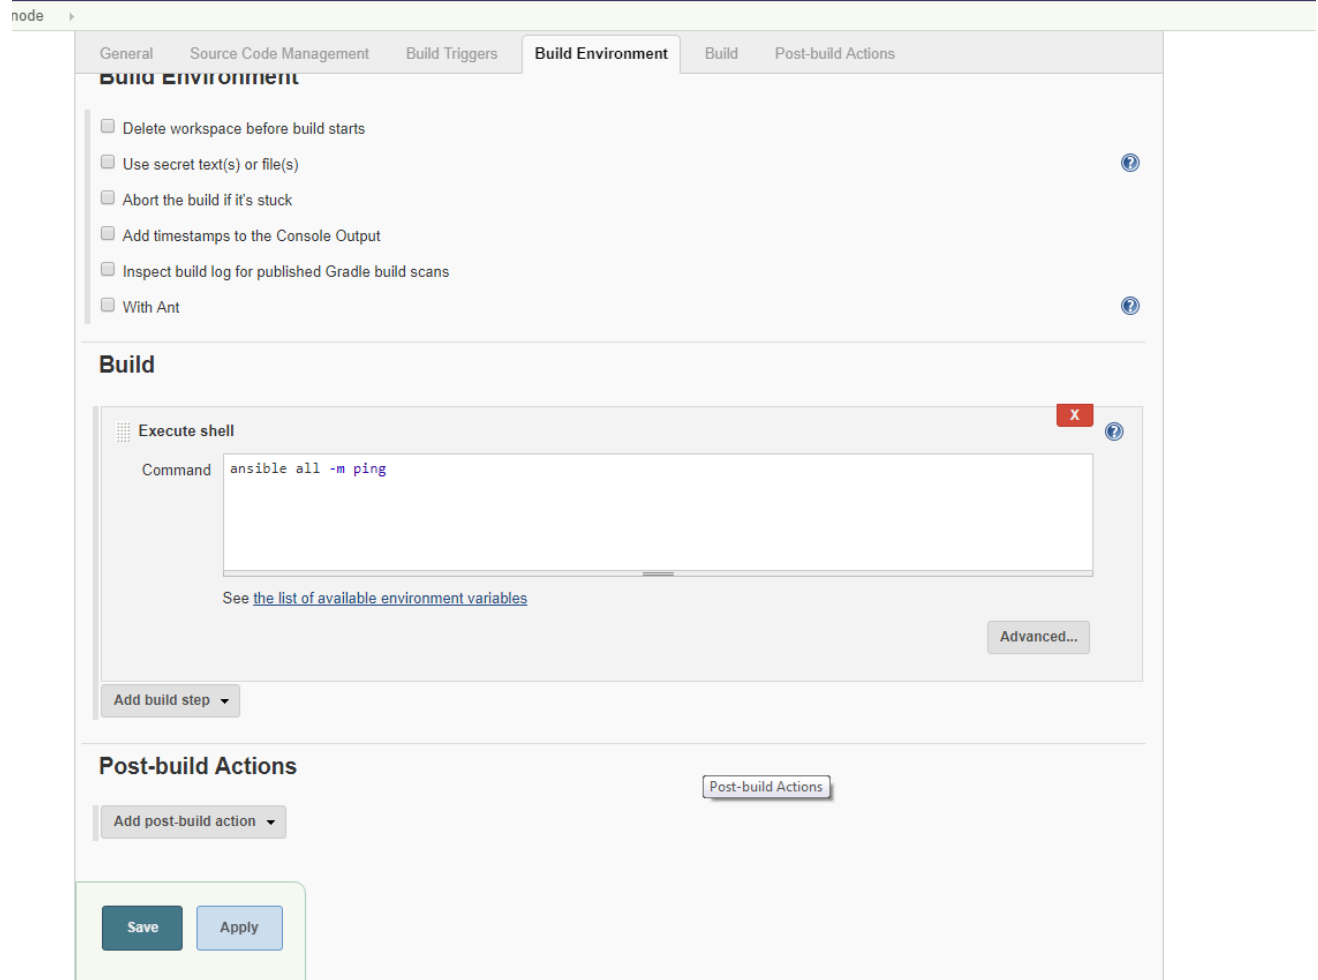 node
General Source Code Management Build Triggers Build Environment Build Post-build Actions
Build Environment
Delete workspace before build starts
Use secret text(s) or file(s)
Abort the build if it's stuck
Add timestamps to the Console Output
Inspect build log for published Gradle build scans
With Ant
Build
X
Execute shell
Command ansible all -m ping
See the list of available environment variables
Advanced...
Add build step
Post-build Actions
Post-build Actions
Add post-build action
Save Apply